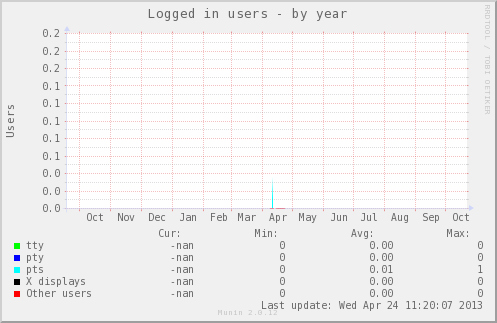 Logged in users - by year
RRDTOOL / TOBI OETIKER
Users
0.2
0.2
0.2
0.1
0.1
0.1
0.1
0.1
0.0
0.0
0.0
Oct Nov Dec Jan Feb Mar Apr May Jun Jul Aug Sep Oct
Cur: Min: Avg: Max:
tty -nan 0 0.00 0
pty -nan 0 0.00 0
pts -nan 0 0.01 1
X displays -nan 0 0.00 0
Other users -nan 0 0.00 0
Last update: Wed Apr 24 11:20:07 2013
Munin 2.0.12